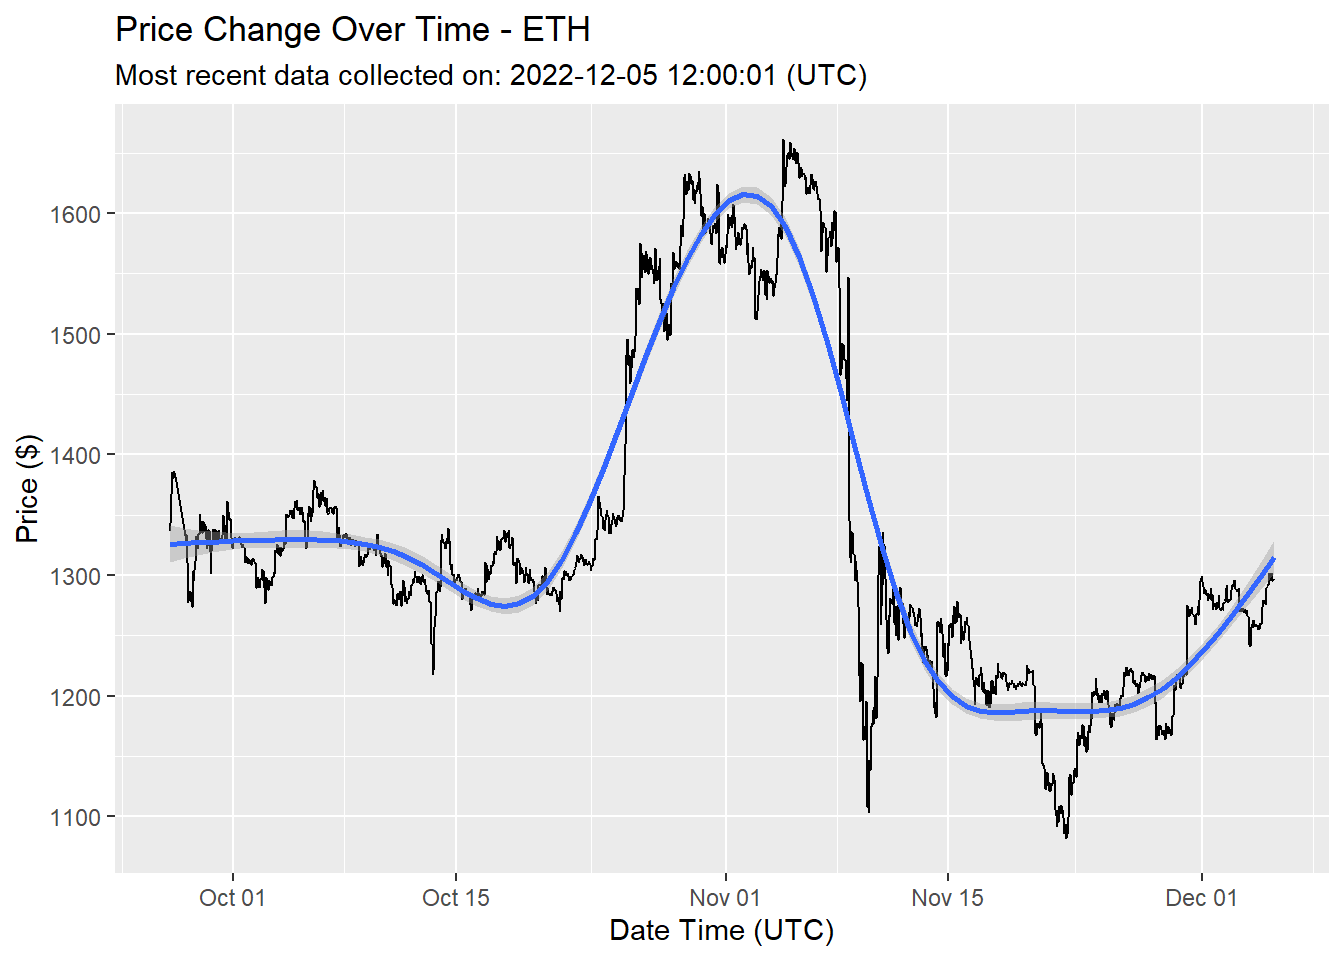 Price Change Over Time - ETH
Most recent data collected on: 2022-12-05 12:00:01 (UTC)
Price ($)
1600
1500
1400
1300
1200
1100
Oct 01
Oct 15
Nov 01
Nov 15
Dec 01
Date Time (UTC)